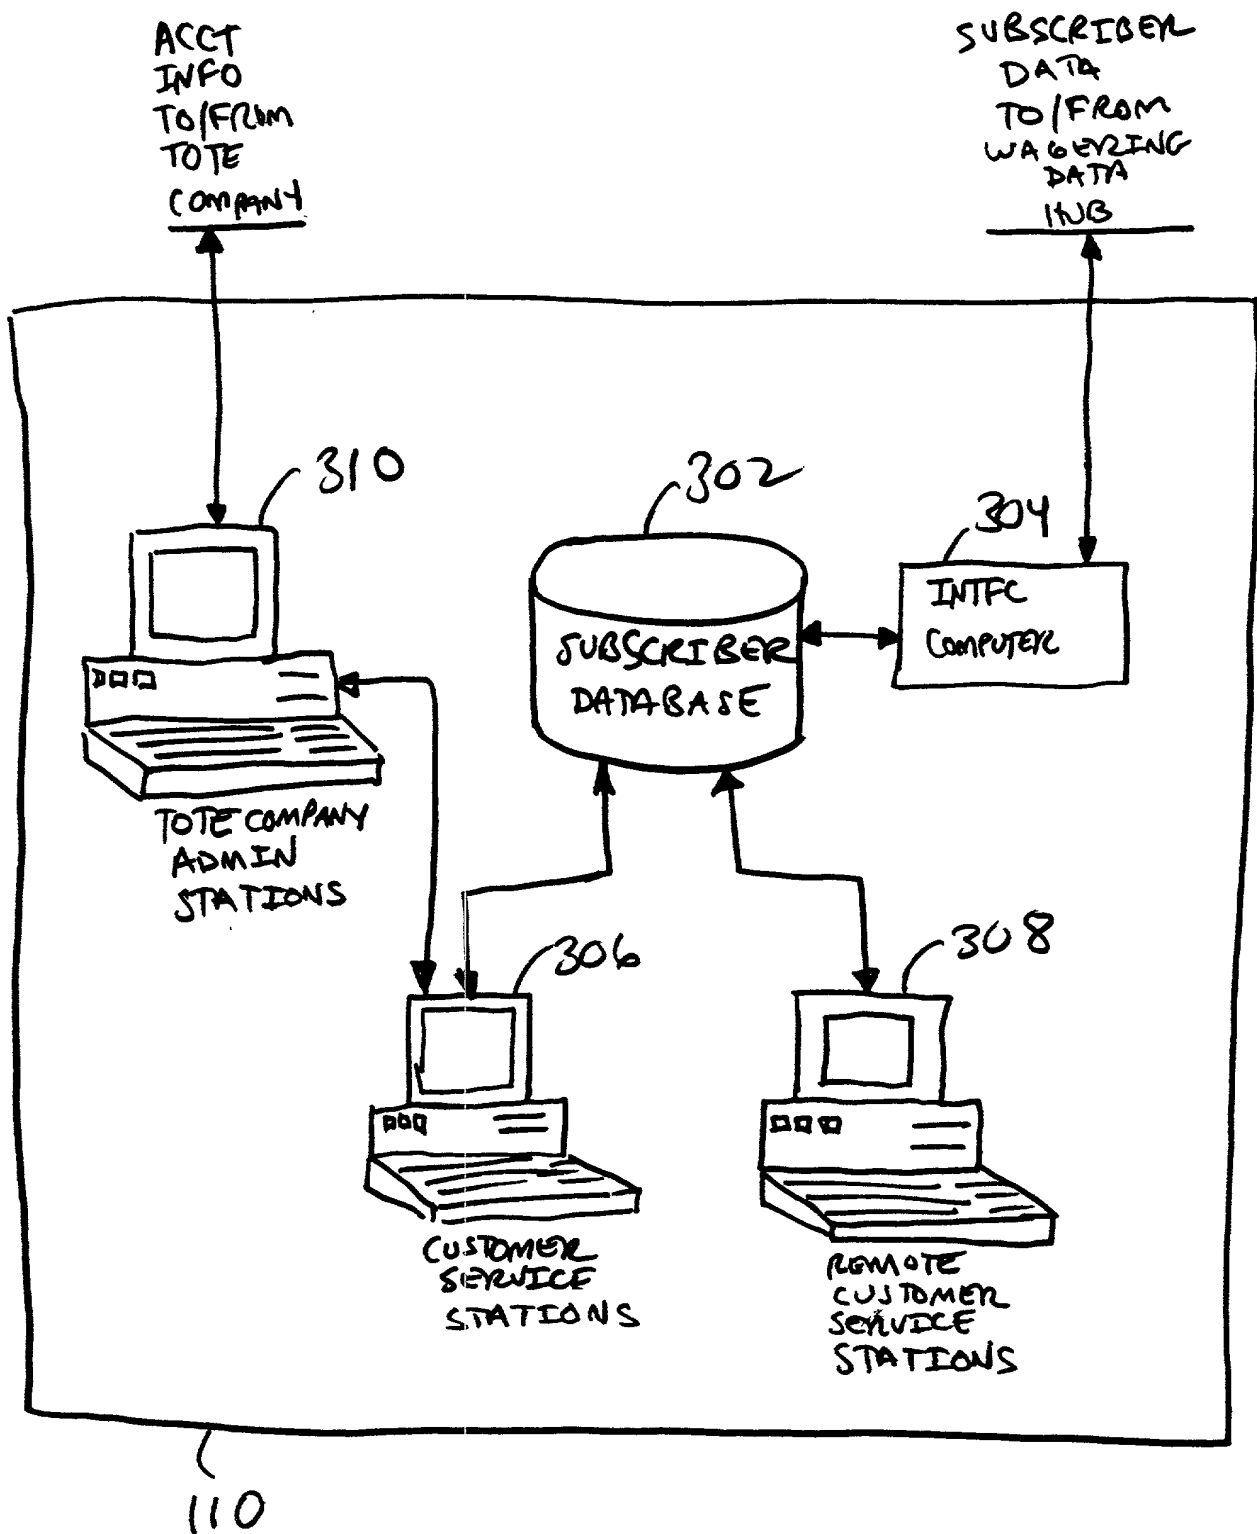 ACCT
INFO
TO/FROM
TOTE
COMPANY
SUBSCRIBER
DATA
TO/FROM
WAGERING
DATA
HUB
310
302
304
INTFC
COMPUTER
SUBSCRIBER
DATABASE
TOTE COMPANY
ADMIN
STATIONS
306
308
CUSTOMER
SERVICE
STATIONS
REMOTE
CUSTOMER
SERVICE
STATIONS
110